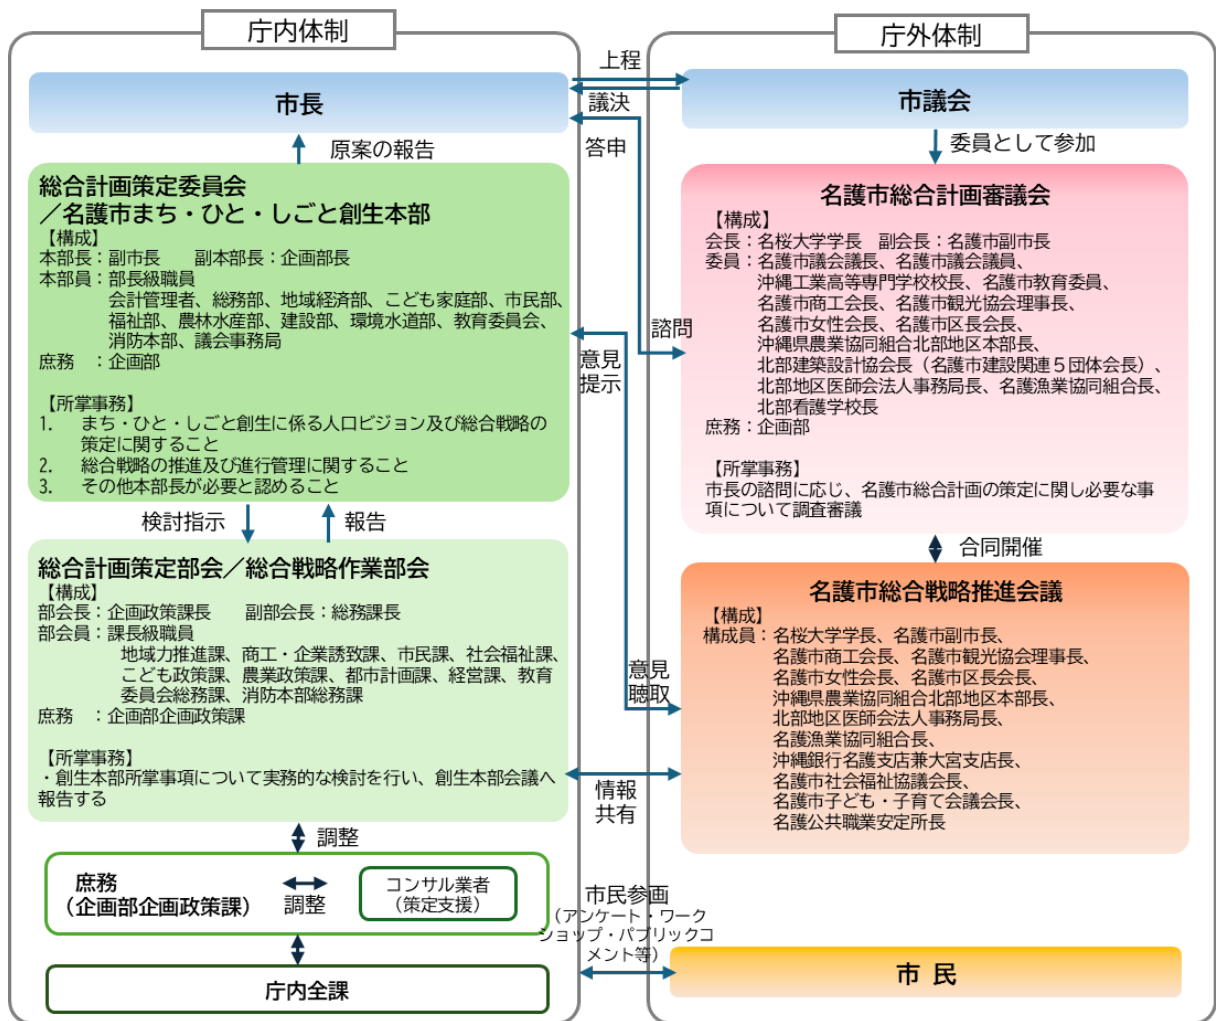 庁内体制
市長
原案の報告
総合計画策定委員会
／名護市まち・ひと・しごと創生本部
【構成】
本部長：副市長　　副本部長：企画部長
本部員：部長級職員
会計管理者、総務部、地域経済部、こども家庭部、市民部、
福祉部、農林水産部、建設部、環境水道部、教育委員会、
消防本部、議会事務局
庶務　：企画部
【所掌事務】
1.　まち・ひと・しごと創生に係る人口ビジョン及び総合戦略の
策定に関すること
2.　総合戦略の推進及び進行管理に関すること
3.　その他本部長が必要と認めること
検討指示
報告
総合計画策定部会／総合戦略作業部会
【構成】
部会長：企画政策課長　　副部会長：総務課長
部会員：課長級職員
地域力推進課、商工・企業誘致課、市民課、社会福祉課、
こども政策課、農業政策課、都市計画課、経営課、教育
委員会総務課、消防本部総務課
庶務　：企画部企画政策課
【所掌事務】
・創生本部所掌事項について実務的な検討を行い、創生本部会議へ
報告する
調整
庶務
（企画部企画政策課）
調整
コンサル業者
（策定支援）
庁内全課
上程
議決
答申
諮問
意見
提示
意見
聴取
情報
共有
市民参画
（アンケート・ワーク
ショップ・パブリックコ
メント等）
庁外体制
市議会
委員として参加
名護市総合計画審議会
【構成】
会長：名桜大学学長　副会長：名護市副市長
委員：名護市議会議長、名護市議会議員、
沖縄工業高等専門学校校長、名護市教育委員、
名護市商工会長、名護市観光協会理事長、
名護市女性会長、名護市区長会長、
沖縄県農業協同組合北部地区本部長、
北部建築設計協会長（名護市建設関連５団体会長）、
北部地区医師会法人事務局長、名護漁業協同組合長、
北部看護学校長
庶務：企画部
【所掌事務】
市長の諮問に応じ、名護市総合計画の策定に関し必要な事
項について調査審議
合同開催
名護市総合戦略推進会議
【構成】
構成員：名桜大学学長、名護市副市長、
名護市商工会長、名護市観光協会理事長、
名護市女性会長、名護市区長会長、
沖縄県農業協同組合北部地区本部長、
北部地区医師会法人事務局長、
名護漁業協同組合長、
沖縄銀行名護支店兼大宮支店長、
名護市社会福祉協議会長、
名護市子ども・子育て会議会長、
名護公共職業安定所長
市 民